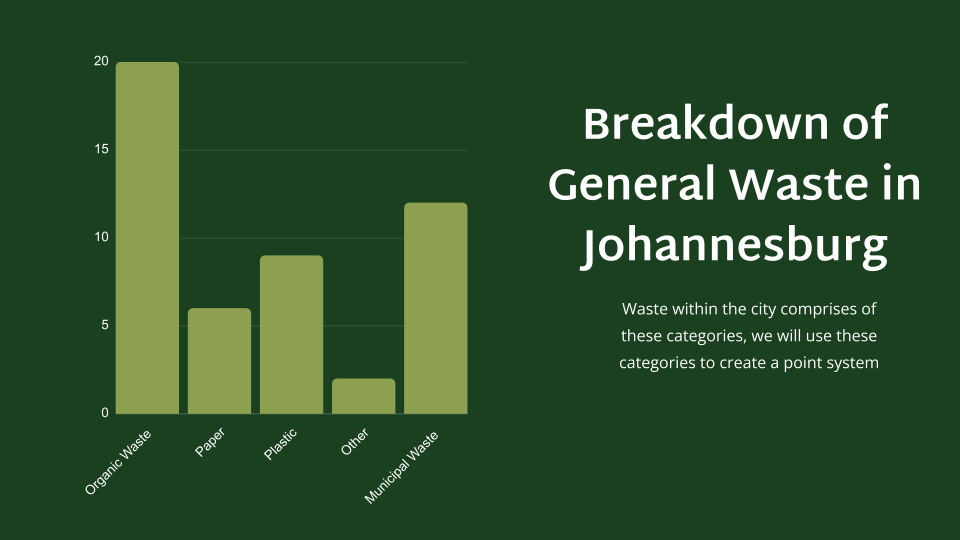 20
15
10
5
0
Organic Waste
Paper
Plastic
Other
Municipal Waste
Breakdown of
General Waste in
Johannesburg
Waste within the city comprises of
these categories, we will use these
categories to create a point system